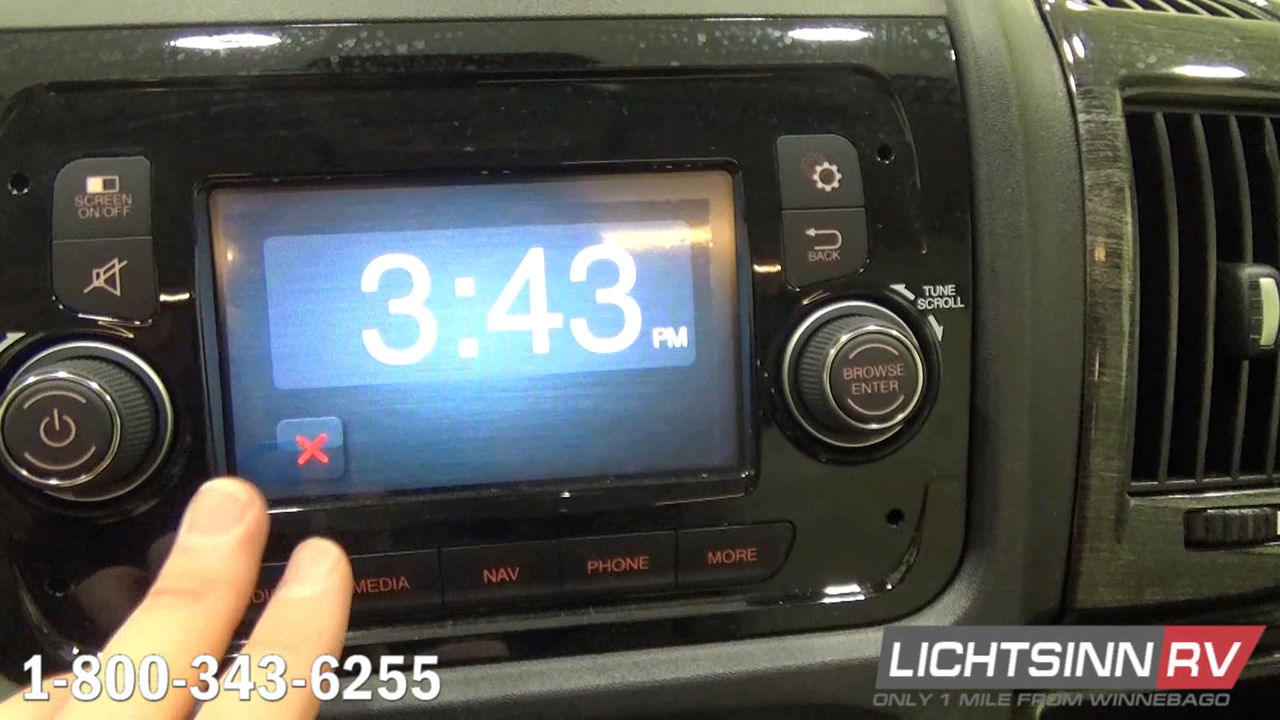 SCREEN
ON/OFF
BACK
TUNE
SCROLL
3:43 PM
BROWSE
ENTER
MEDIA
NAV
PHONE
MORE
1-800-343-6255
LICHTSINN RV
ONLY 1 MILE FROM WINNEBAGO